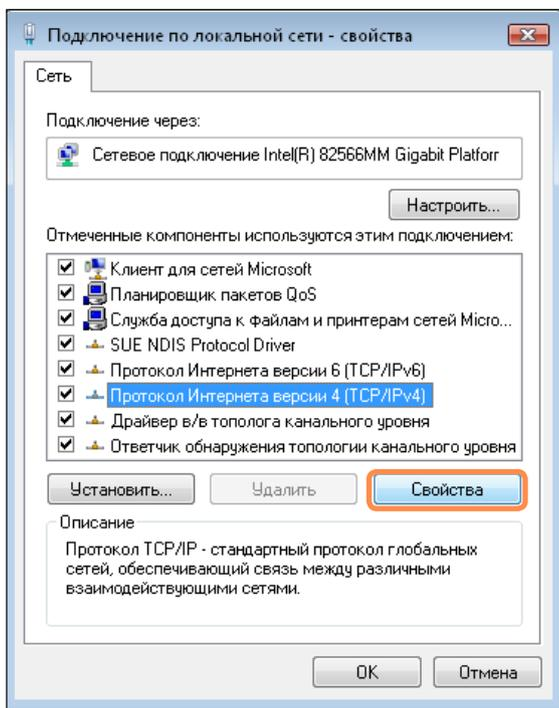 Подключение по локальной сети - свойства
Сеть
Подключение через:
Сетевое подключение Intel(R) 82566MM Gigabit Platforr
Настроить...
Отмеченные компоненты используются этим подключением:
Клиент для сетей Microsoft
Планировщик пакетов QoS
Служба доступа к файлам и принтерам сетей Micro...
SUE NDIS Protocol Driver
Протокол Интернета версии 6 (TCP/IPv6)
Протокол Интернета версии 4 (TCP/IPv4)
Драйвер в/в тополога канального уровня
Ответчик обнаружения топологии канального уровня
Установить...
Удалить
Свойства
Описание
Протокол TCP/IP - стандартный протокол глобальных
сетей, обеспечивающий связь между различными
взаимодействующими сетями.
OK
Отмена